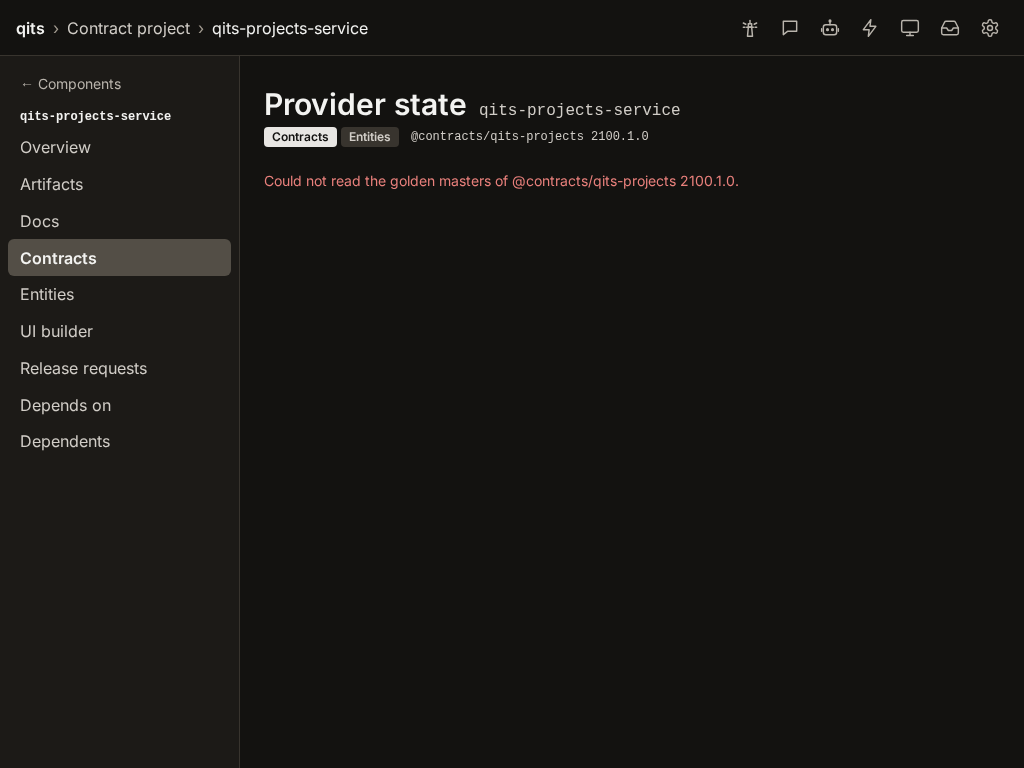 qits › Contract project › qits-projects-service
← Components
qits-projects-service
Overview
Artifacts
Docs
Contracts
Entities
UI builder
Release requests
Depends on
Dependents
Provider state qits-projects-service
Contracts Entities @contracts/qits-projects 2100.1.0
Could not read the golden masters of @contracts/qits-projects 2100.1.0.